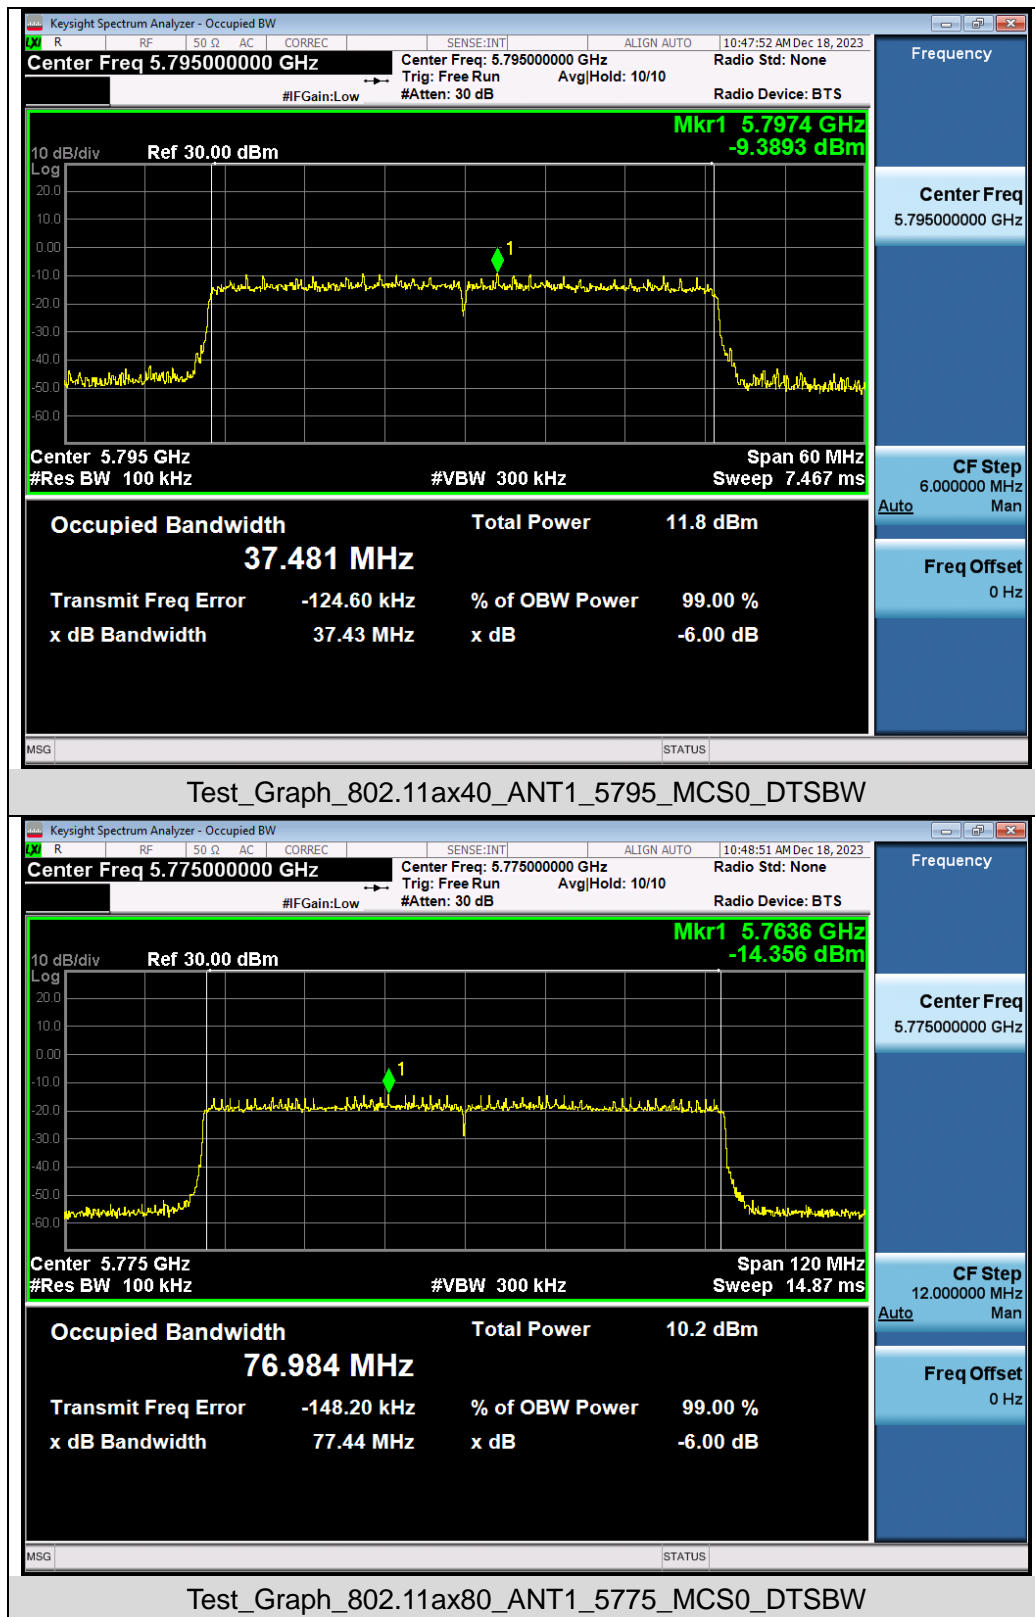 Keysight Spectrum Analyzer - Occupied BW
LXI R RF 50 Ω AC CORREC SENSE:INT ALIGN AUTO 10:47:52 AM Dec 18, 2023
Center Freq 5.795000000 GHz Center Freq: 5.795000000 GHz Radio Std: None Frequency
Trig: Free Run Avg|Hold: 10/10
#IFGain:Low #Atten: 30 dB Radio Device: BTS
Mkr1 5.7974 GHz
10 dB/div Ref 30.00 dBm -9.3893 dBm
Log
20.0
10.0
0.00
-10.0
-20.0
-30.0
-40.0
-50.0
-60.0
1
Center Freq
5.795000000 GHz
Center 5.795 GHz Span 60 MHz
#Res BW 100 kHz #VBW 300 kHz Sweep 7.467 ms
CF Step
6.000000 MHz
Auto Man
Occupied Bandwidth Total Power 11.8 dBm
37.481 MHz
Freq Offset
0 Hz
Transmit Freq Error -124.60 kHz % of OBW Power 99.00 %
x dB Bandwidth 37.43 MHz x dB -6.00 dB
MSG STATUS
Test_Graph_802.11ax40_ANT1_5795_MCS0_DTSBW
Keysight Spectrum Analyzer - Occupied BW
LXI R RF 50 Ω AC CORREC SENSE:INT ALIGN AUTO 10:48:51 AM Dec 18, 2023
Center Freq 5.775000000 GHz Center Freq: 5.775000000 GHz Radio Std: None Frequency
Trig: Free Run Avg|Hold: 10/10
#IFGain:Low #Atten: 30 dB Radio Device: BTS
Mkr1 5.7636 GHz
10 dB/div Ref 30.00 dBm -14.356 dBm
Log
20.0
10.0
0.00
-10.0
-20.0
-30.0
-40.0
-50.0
-60.0
1
Center Freq
5.775000000 GHz
Center 5.775 GHz Span 120 MHz
#Res BW 100 kHz #VBW 300 kHz Sweep 14.87 ms
CF Step
12.000000 MHz
Auto Man
Occupied Bandwidth Total Power 10.2 dBm
76.984 MHz
Freq Offset
0 Hz
Transmit Freq Error -148.20 kHz % of OBW Power 99.00 %
x dB Bandwidth 77.44 MHz x dB -6.00 dB
MSG STATUS
Test_Graph_802.11ax80_ANT1_5775_MCS0_DTSBW